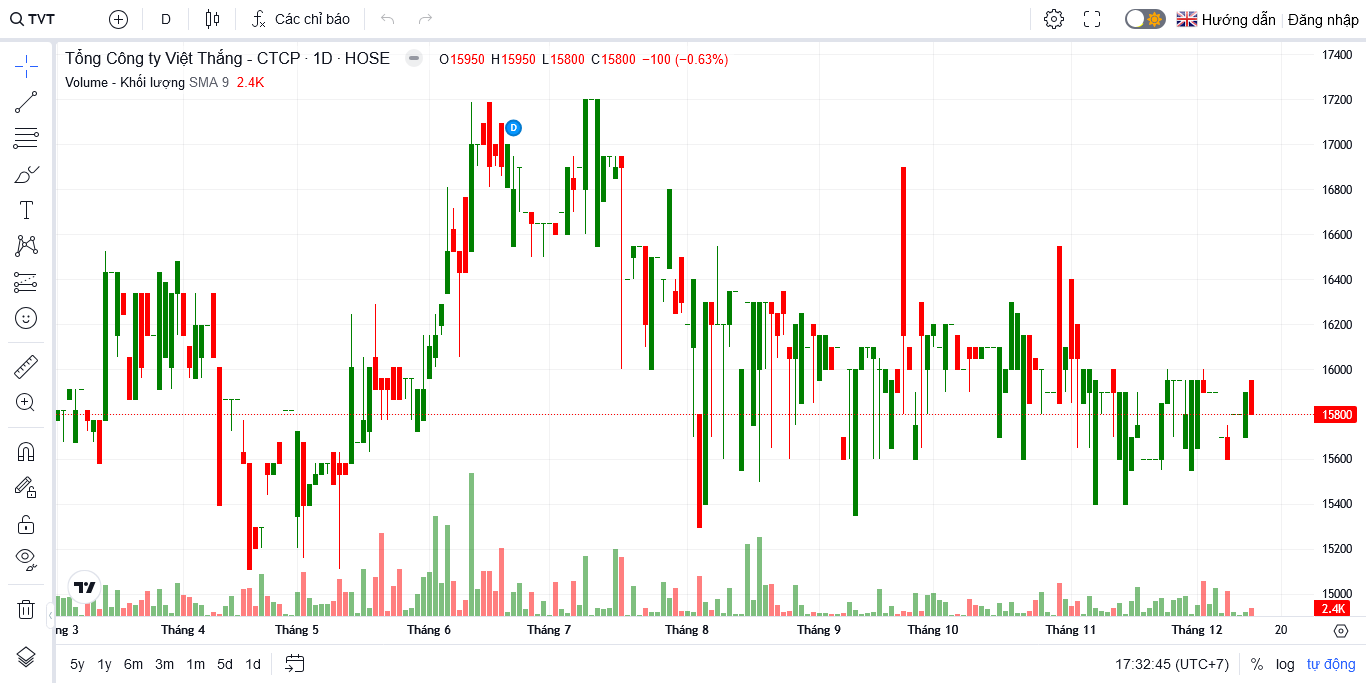 TVT D Các chỉ báo Hướng dẫn Đăng nhập
Tổng Công ty Việt Thắng - CTCP · 1D · HOSE O15950 H15950 L15800 C15800 −100 (−0.63%)
Volume - Khối lượng SMA 9 2.4K
D
17400
17200
17000
16800
16600
16400
16200
16000
15800
15600
15400
15200
15000
2.4K
ng 3 Tháng 4 Tháng 5 Tháng 6 Tháng 7 Tháng 8 Tháng 9 Tháng 10 Tháng 11 Tháng 12 20
5y 1y 6m 3m 1m 5d 1d 17:32:45 (UTC+7) % log tự động